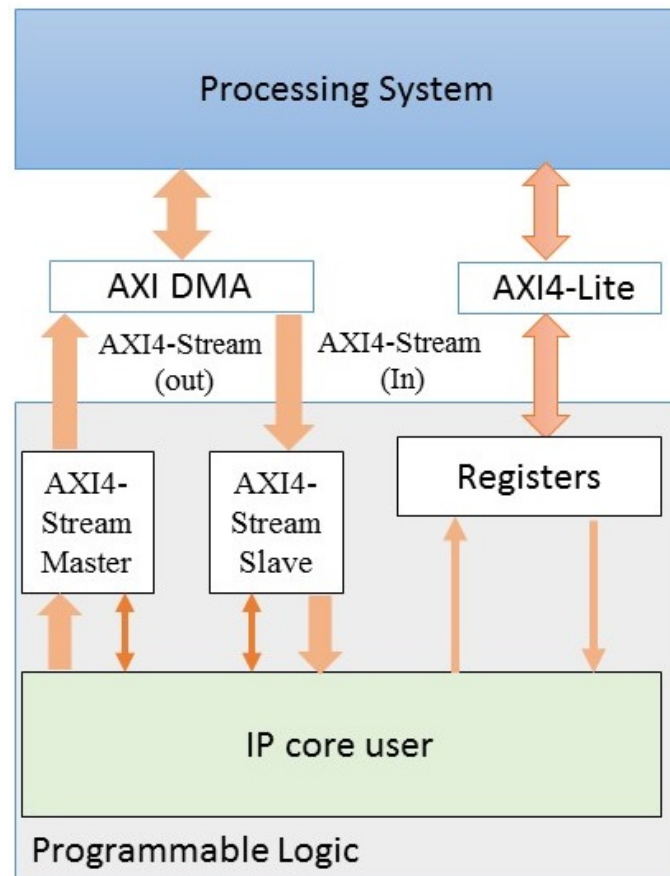 Processing System
AXI DMA
AXI4-Lite
AXI4-Stream
(out)
AXI4-Stream
(In)
AXI4-
Stream
Master
AXI4-
Stream
Slave
Registers
IP core user
Programmable Logic